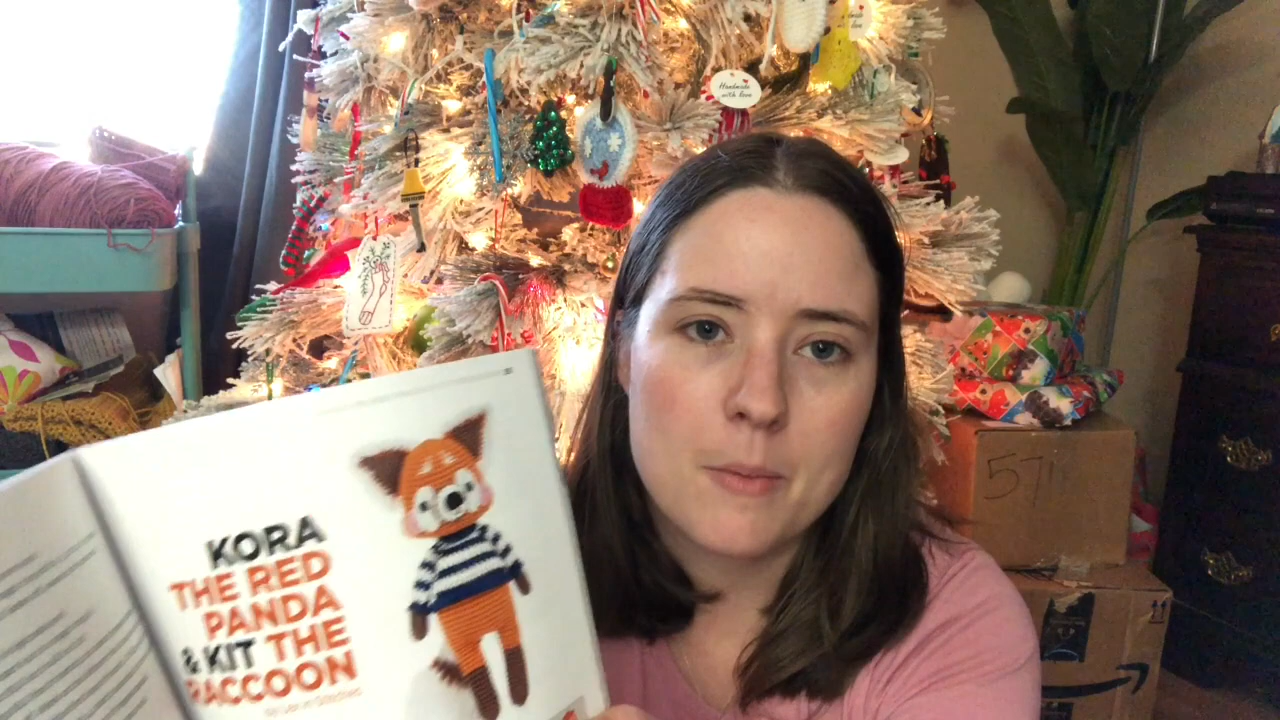 Handmade
with love
KORA
THE RED
PANDA
& KIT THE
RACCOON
57"